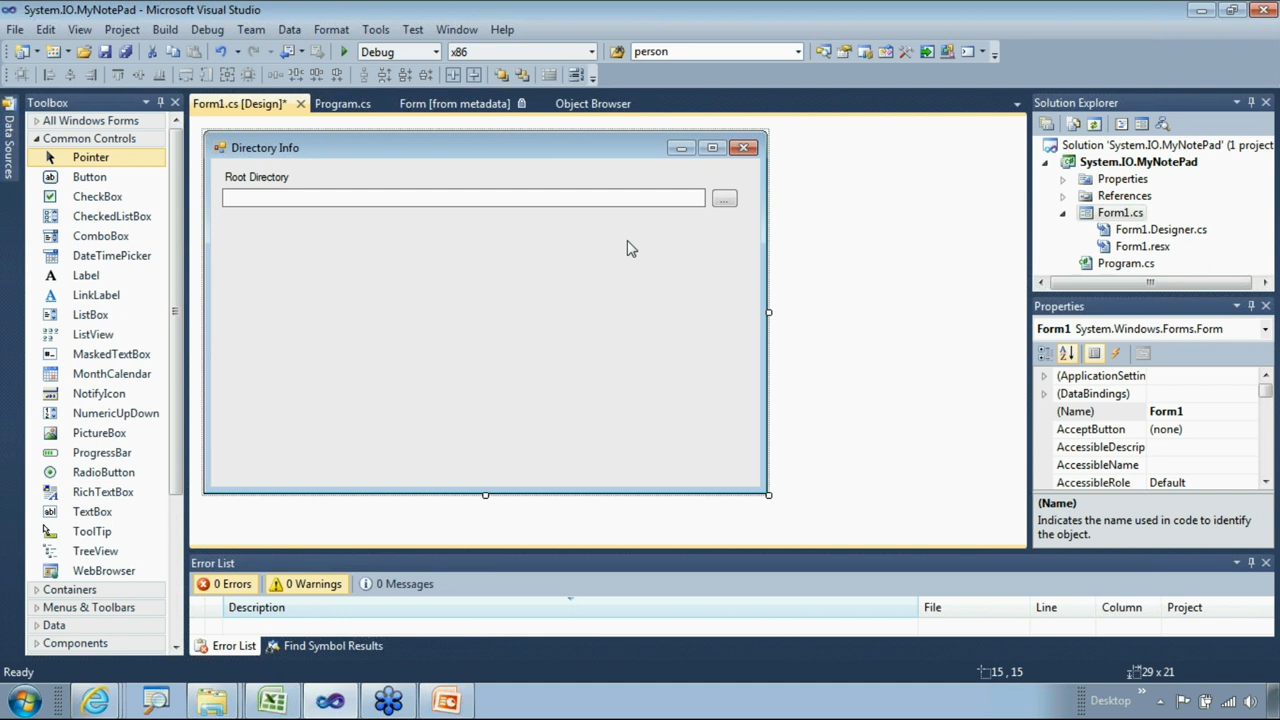 System.IO.MyNotePad - Microsoft Visual Studio
File Edit View Project Build Debug Team Data Format Tools Test Window Help
Debug x86 person
Toolbox
Form1.cs [Design]* Program.cs Form [from metadata] Object Browser
Solution Explorer
Data Sources
All Windows Forms
Common Controls
Pointer
Button
CheckBox
CheckedListBox
ComboBox
DateTimePicker
Label
LinkLabel
ListBox
ListView
MaskedTextBox
MonthCalendar
NotifyIcon
NumericUpDown
PictureBox
ProgressBar
RadioButton
RichTextBox
TextBox
ToolTip
TreeView
WebBrowser
Containers
Menus & Toolbars
Data
Components
Directory Info
Root Directory
...
Solution 'System.IO.MyNotePad' (1 project
System.IO.MyNotePad
Properties
References
Form1.cs
Form1.Designer.cs
Form1.resx
Program.cs
Properties
Form1 System.Windows.Forms.Form
(ApplicationSettin
(DataBindings)
(Name) Form1
AcceptButton (none)
AccessibleDescrip
AccessibleName
AccessibleRole Default
(Name)
Indicates the name used in code to identify
the object.
Error List
0 Errors 0 Warnings 0 Messages
Description File Line Column Project
Error List Find Symbol Results
Ready 15 , 15 29 x 21
Desktop